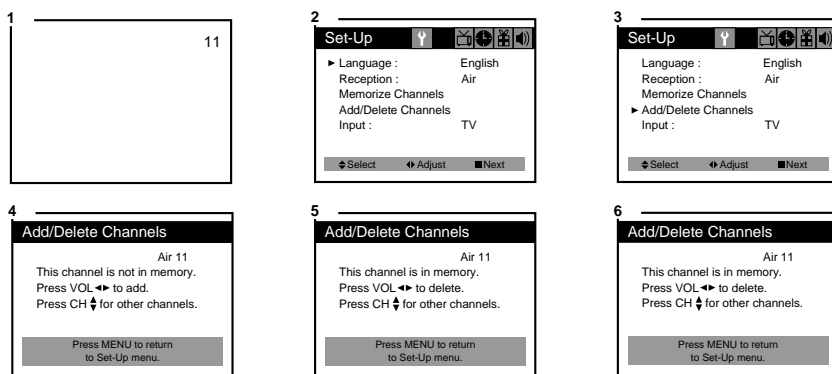 1
11
2
Set-Up
Language : English
Reception : Air
Memorize Channels
Add/Delete Channels
Input : TV
Select Adjust Next
3
Set-Up
Language : English
Reception : Air
Memorize Channels
Add/Delete Channels
Input : TV
Select Adjust Next
4
Add/Delete Channels
Air 11
This channel is not in memory.
Press VOL to add.
Press CH for other channels.
Press MENU to return
to Set-Up menu.
5
Add/Delete Channels
Air 11
This channel is in memory.
Press VOL to delete.
Press CH for other channels.
Press MENU to return
to Set-Up menu.
6
Add/Delete Channels
Air 11
This channel is in memory.
Press VOL to delete.
Press CH for other channels.
Press MENU to return
to Set-Up menu.